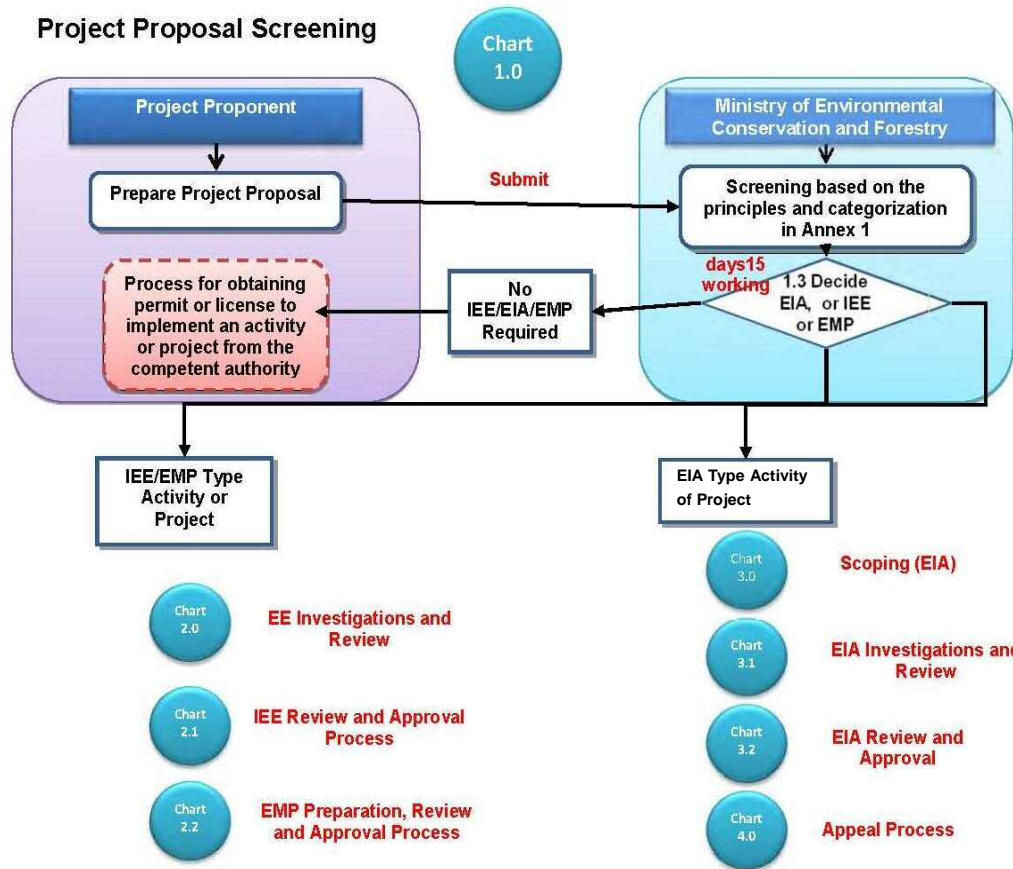 Project Proposal Screening
Chart
1.0
Project Proponent
Ministry of Environmental
Conservation and Forestry
Prepare Project Proposal
Submit
Screening based on the
principles and categorization
in Annex 1
days15
working
1.3 Decide
EIA, or IEE
or EMP
No
IEE/EIA/EMP
Required
Process for obtaining
permit or license to
implement an activity
or project from the
competent authority
IEE/EMP Type
Activity or
Project
EIA Type Activity
of Project
Chart
2.0
EE Investigations and
Review
Chart
2.1
IEE Review and Approval
Process
Chart
2.2
EMP Preparation, Review
and Approval Process
Chart
3.0
Scoping (EIA)
Chart
3.1
EIA Investigations and
Review
Chart
3.2
EIA Review and
Approval
Chart
4.0
Appeal Process